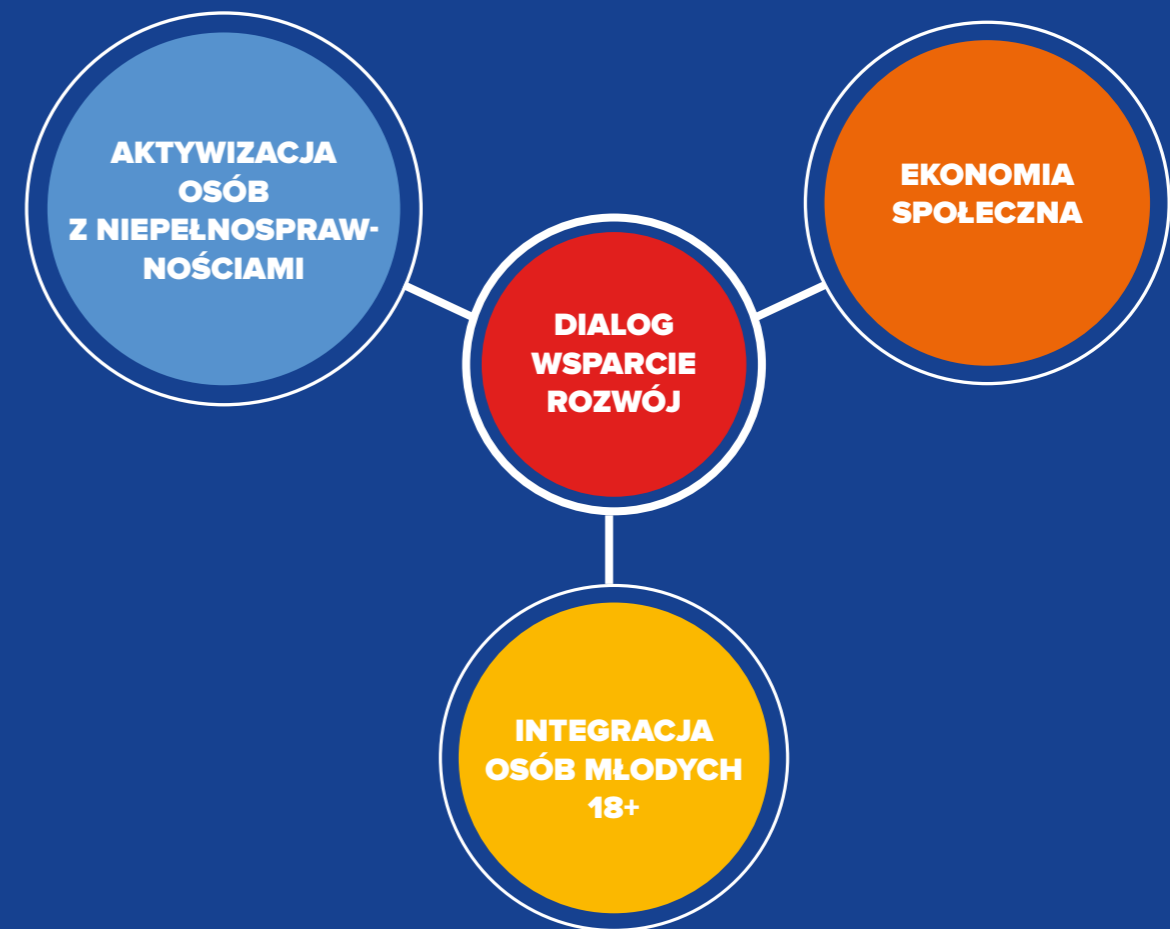 AKTYWIZACJA
OSÓB
Z NIEPEŁNOSPRAW-
NOŚCIAMI
EKONOMIA
SPOŁECZNA
DIALOG
WSPARCIE
ROZWÓJ
INTEGRACJA
OSÓB MŁODYCH
18+